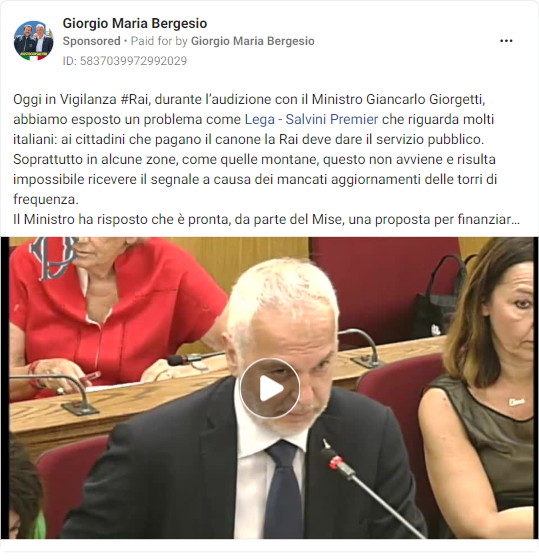 Giorgio Maria Bergesio
Sponsored • Paid for by Giorgio Maria Bergesio
ID: 5837039972992029
Oggi in Vigilanza #Rai, durante l'audizione con il Ministro Giancarlo Giorgetti,
abbiamo esposto un problema come Lega - Salvini Premier che riguarda molti
italiani: ai cittadini che pagano il canone la Rai deve dare il servizio pubblico.
Soprattutto in alcune zone, come quelle montane, questo non avviene e risulta
impossibile ricevere il segnale a causa dei mancati aggiornamenti delle torri di
frequenza.
Il Ministro ha risposto che è pronta, da parte del Mise, una proposta per finanziar...